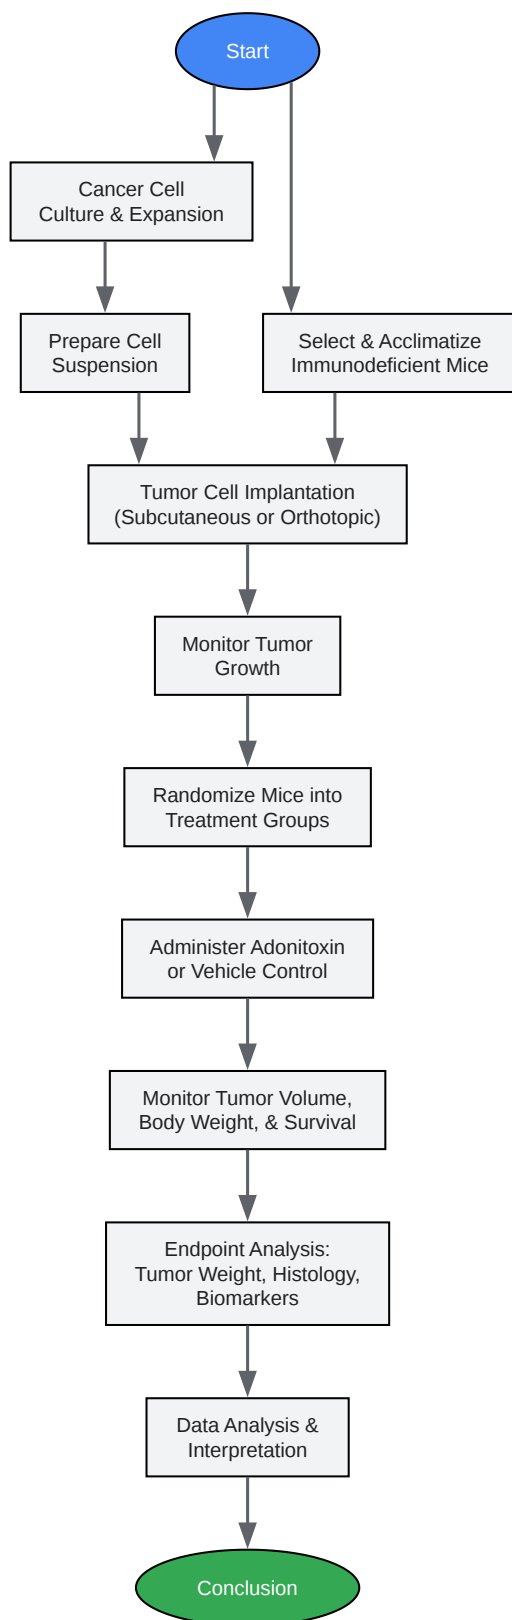 Start
Cancer Cell
Culture & Expansion
Prepare Cell
Suspension
Select & Acclimatize
Immunodeficient Mice
Tumor Cell Implantation
(Subcutaneous or Orthotopic)
Monitor Tumor
Growth
Randomize Mice into
Treatment Groups
Administer Adonitoxin
or Vehicle Control
Monitor Tumor Volume,
Body Weight, & Survival
Endpoint Analysis:
Tumor Weight, Histology,
Biomarkers
Data Analysis &
Interpretation
Conclusion